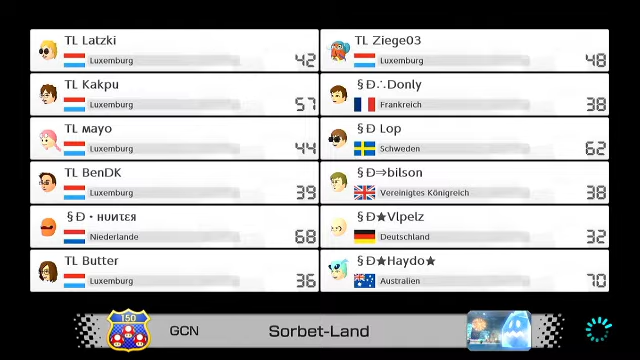 TL Latzki
Luxemburg 42
TL Kakpu
Luxemburg 57
TL мayo
Luxemburg 44
TL BenDK
Luxemburg 39
§Đ・нυиτεя
Niederlande 68
TL Butter
Luxemburg 36
TL Ziege03
Luxemburg 48
§Đ∴Donly
Frankreich 38
§Đ Lop
Schweden 62
§Đ⇒bilson
Vereinigtes Königreich 38
§Đ★Vlpelz
Deutschland 32
§Đ★Haydo★
Australien 70
150 GCN Sorbet-Land